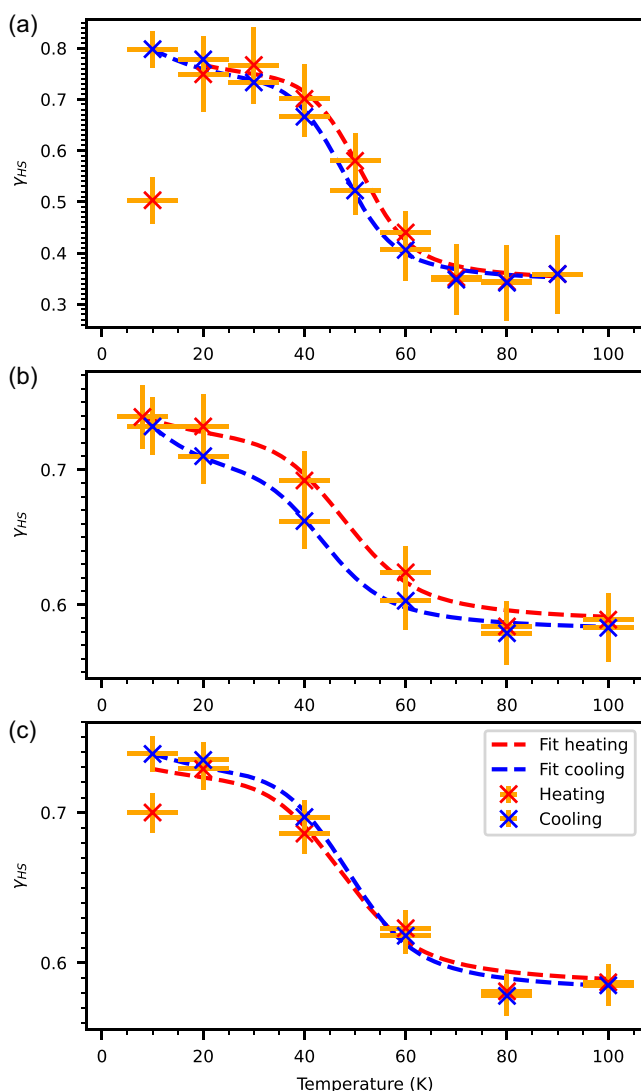 (a)
0.8
0.7
0.6
0.5
0.4
0.3
γHS
0 20 40 60 80 100
(b)
0.7
0.6
γHS
0 20 40 60 80 100
(c)
0.7
0.6
γHS
Fit heating
Fit cooling
Heating
Cooling
0 20 40 60 80 100
Temperature (K)